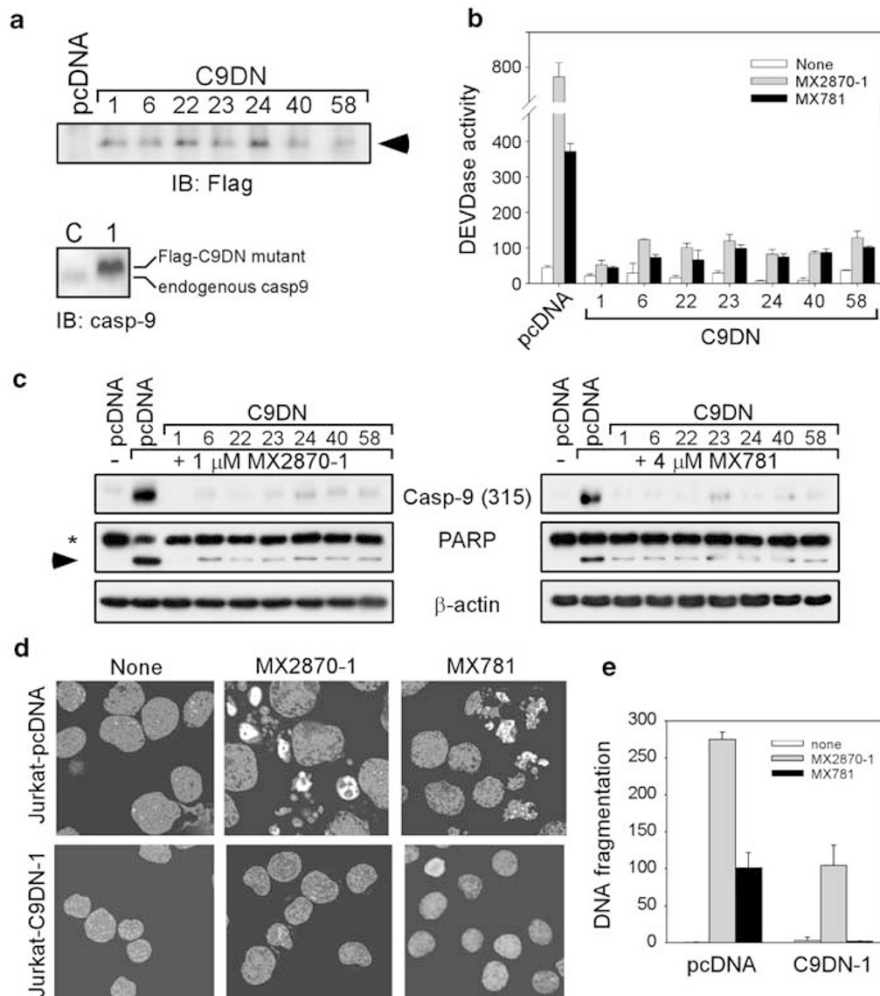 a
pcDNA
C9DN
1 6 22 23 24 40 58
IB: Flag
C 1
Flag-C9DN mutant
endogenous casp9
IB: casp-9
b
DEVDase activity
800
400
300
200
100
0
None
MX2870-1
MX781
pcDNA
1 6 22 23 24 40 58
C9DN
c
pcDNA
pcDNA
C9DN
1 6 22 23 24 40 58
- + 1 μM MX2870-1
Casp-9 (315)
*
PARP
β-actin
pcDNA
pcDNA
C9DN
1 6 22 23 24 40 58
- + 4 μM MX781
d
None MX2870-1 MX781
Jurkat-pcDNA
Jurkat-C9DN-1
e
DNA fragmentation
300
250
200
150
100
50
0
none
MX2870-1
MX781
pcDNA C9DN-1